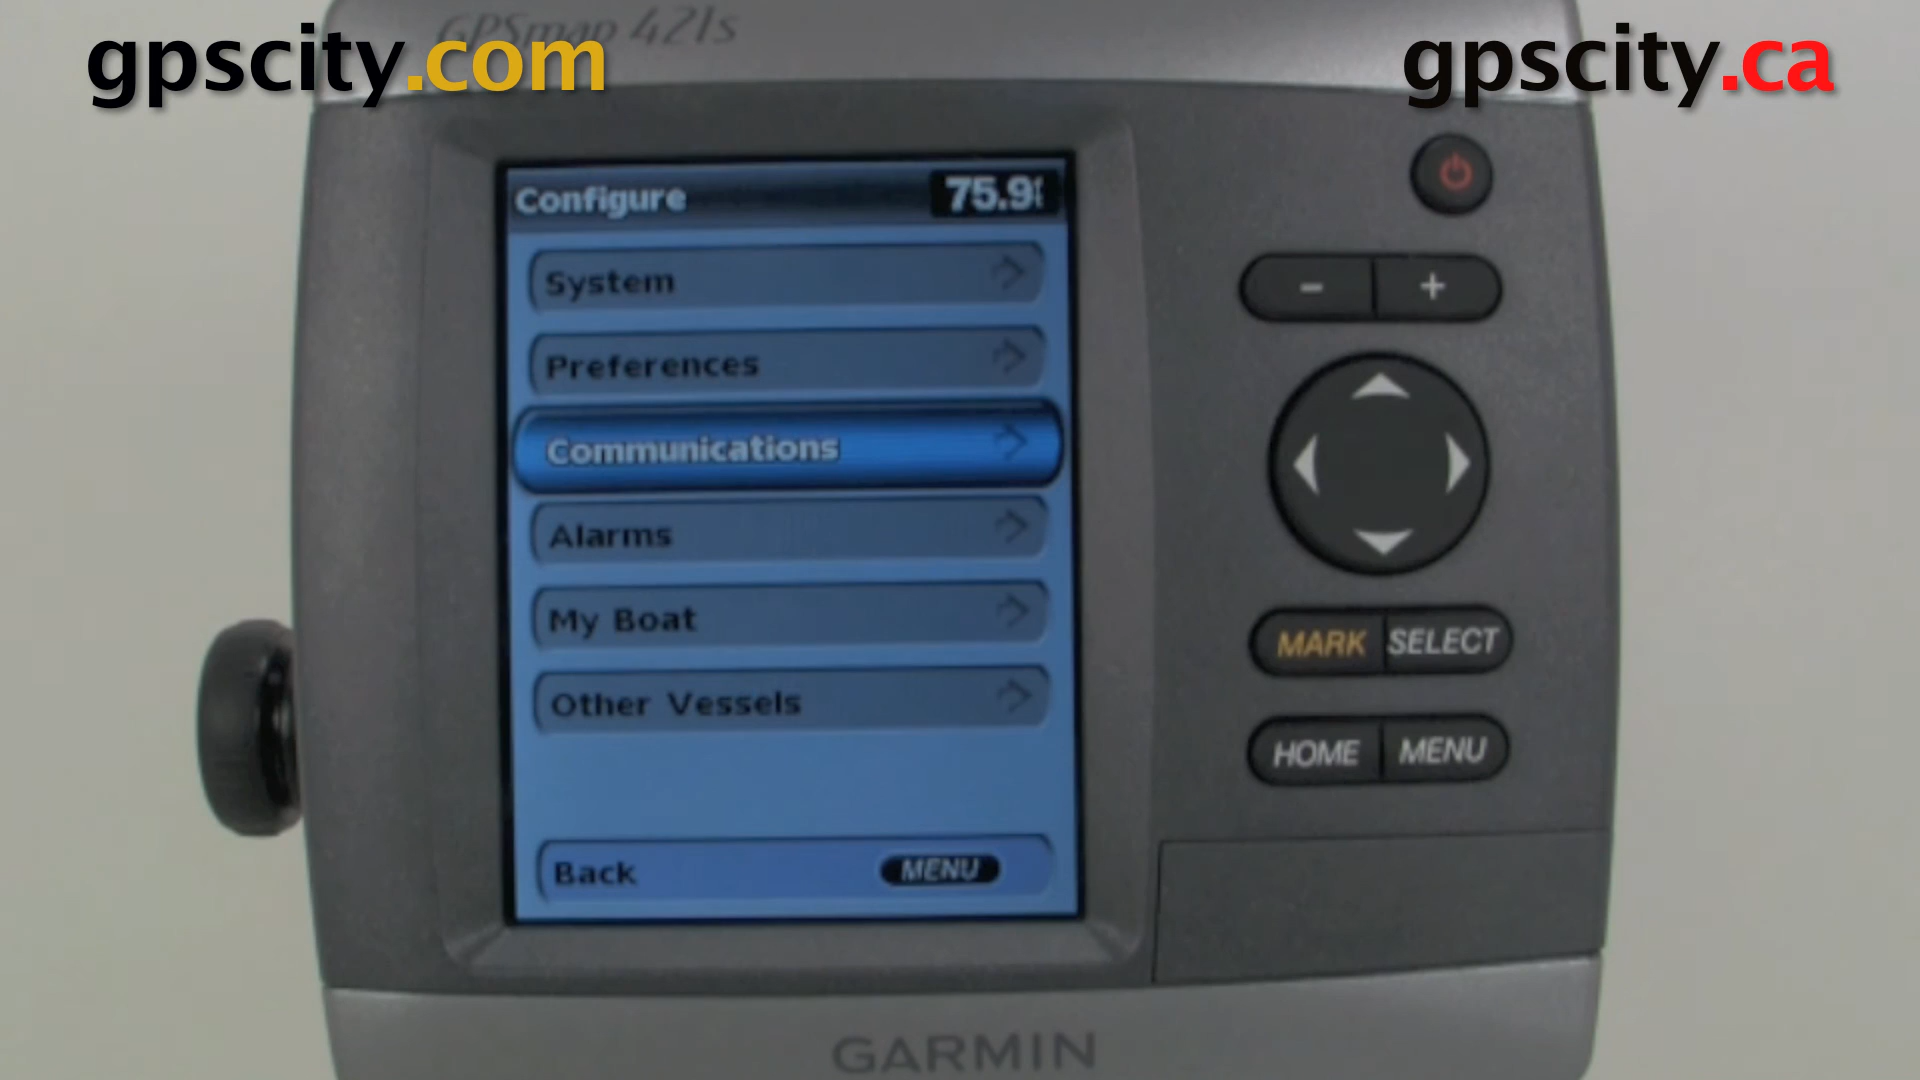 GPSmap 421s
gpscity.com
gpscity.ca
Configure
75.9ft
System
Preferences
Communications
Alarms
My Boat
Other Vessels
Back MENU
- +
MARK SELECT
HOME MENU
GARMIN